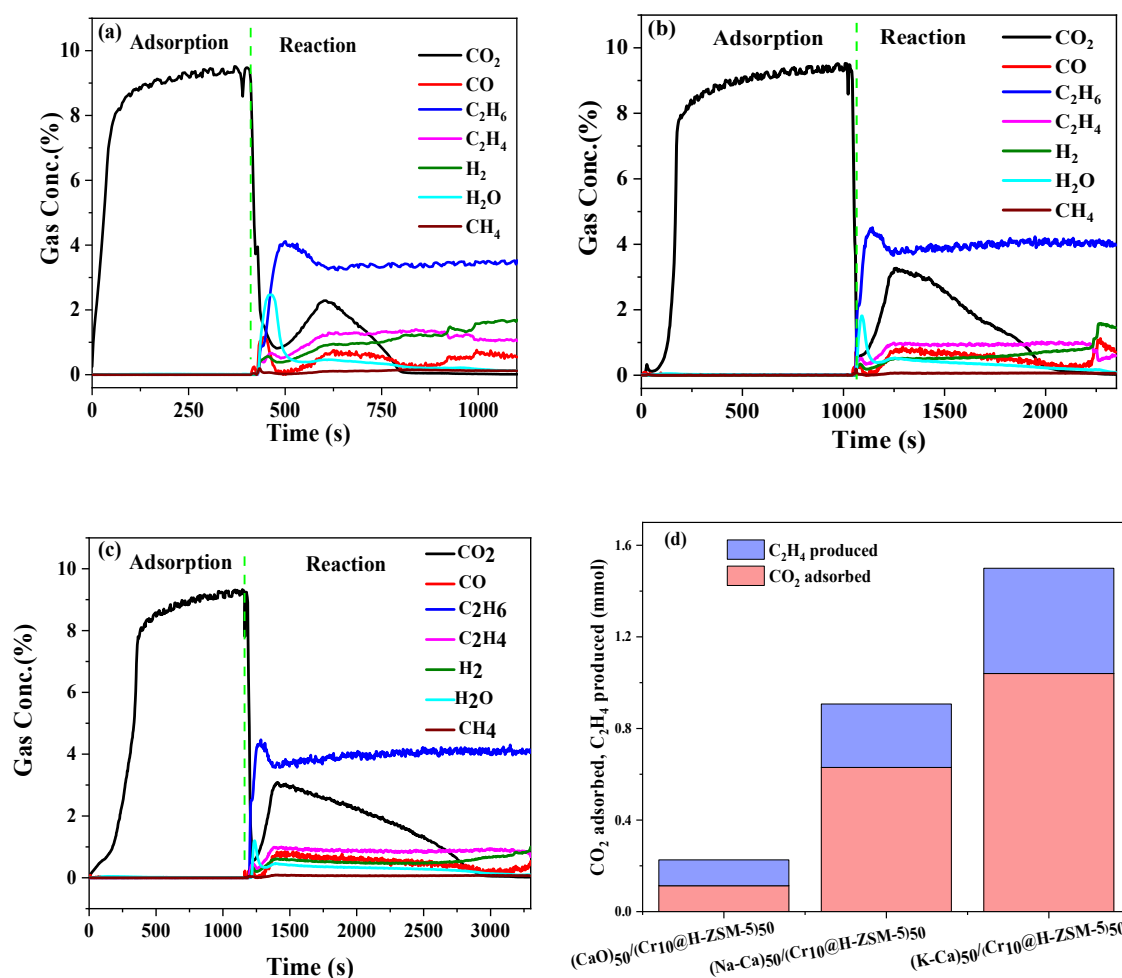 (a)
Adsorption
Reaction
CO₂
CO
C₂H₆
C₂H₄
H₂
H₂O
CH₄
10
8
6
4
2
0
Gas Conc.(%)
0
250
500
750
1000
Time (s)
(b)
Adsorption
Reaction
CO₂
CO
C₂H₆
C₂H₄
H₂
H₂O
CH₄
10
8
6
4
2
0
Gas Conc.(%)
0
500
1000
1500
2000
Time (s)
(c)
Adsorption
Reaction
CO2
CO
C2H6
C2H4
H2
H2O
CH4
10
8
6
4
2
0
Gas Conc.(%)
0
500
1000
1500
2000
2500
3000
Time (s)
(d)
C₂H₄ produced
CO₂ adsorbed
1.6
1.2
0.8
0.4
0.0
CO₂ adsorbed, C₂H₄ produced (mmol)
(CaO)₅₀/(Cr₁₀@H-ZSM-5)₅₀
(Na-Ca)₅₀/(Cr₁₀@H-ZSM-5)₅₀
(K-Ca)₅₀/(Cr₁₀@H-ZSM-5)₅₀